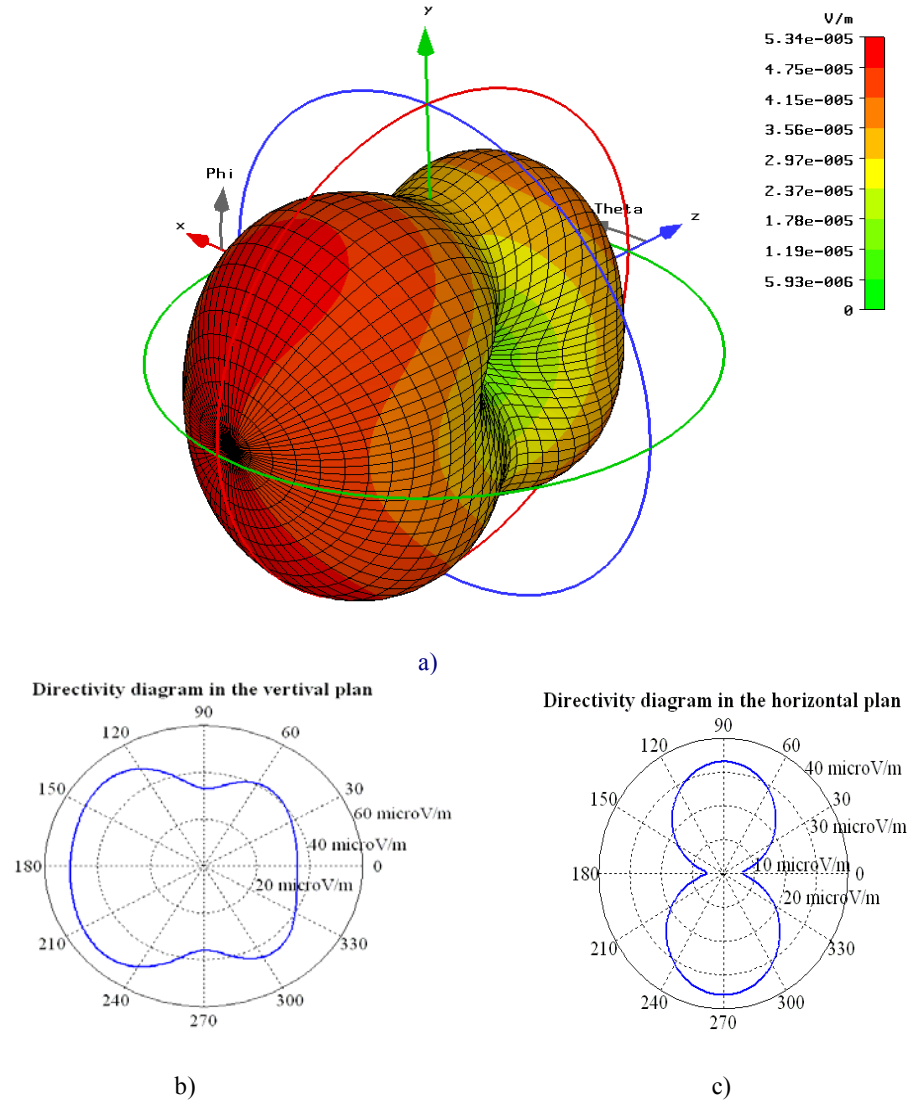 y
V/m
5.34e-005
4.75e-005
4.15e-005
3.56e-005
2.97e-005
2.37e-005
1.78e-005
1.19e-005
5.93e-006
0
Phi
x
Theta
z
a)
Directivity diagram in the vertival plan
90
120
60
150
30
60 microV/m
40 microV/m
180
0
20 microV/m
210
330
240
300
270
b)
Directivity diagram in the horizontal plan
90
120
60
40 microV/m
150
30
30 microV/m
10 microV/m
180
0
20 microV/m
210
330
240
300
270
c)